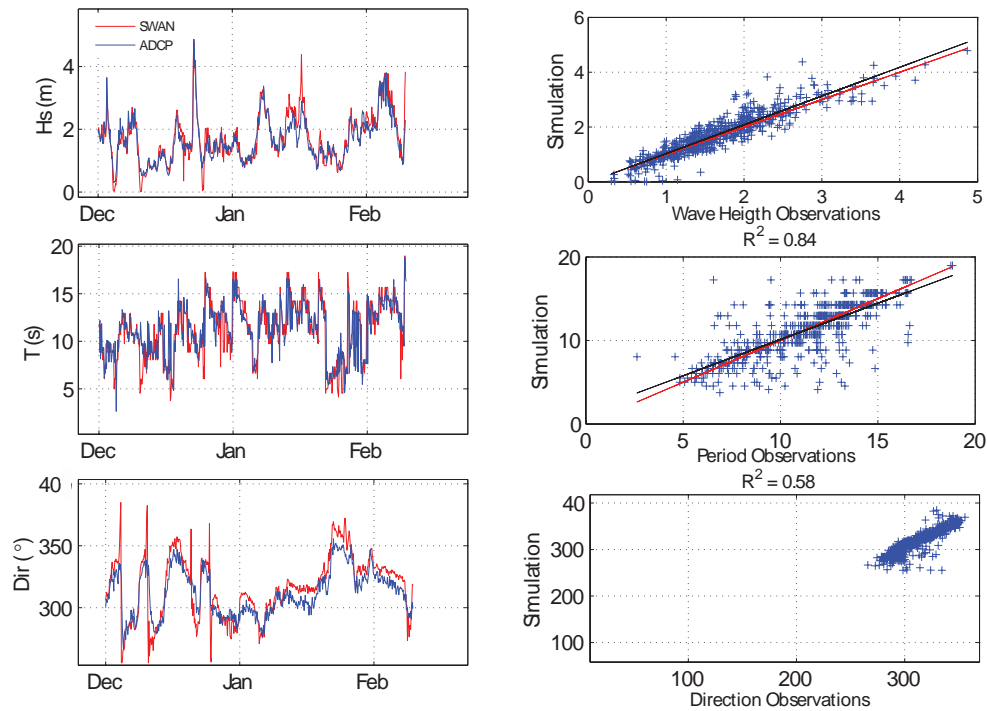 SWAN
ADCP
Hs(m)
4
2
0
Dec
Jan
Feb
T(s)
20
15
10
5
Dec
Jan
Feb
Dir (°)
40
350
300
Dec
Jan
Feb
Simulation
6
4
2
0
0
1
2
3
4
5
Wave Heigth Observations
R² = 0.84
Simulation
20
10
0
0
5
10
15
20
Period Observations
R² = 0.58
Simulation
40
300
200
100
100
200
300
Direction Observations